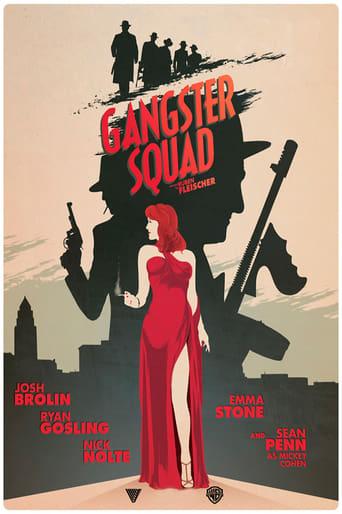 GANGSTER
SQUAD
RUBEN
FLEISCHER
JOSH
BROLIN
RYAN
GOSLING
NICK
NOLTE
EMMA
STONE
AND SEAN
PENN
AS MICKEY
COHEN